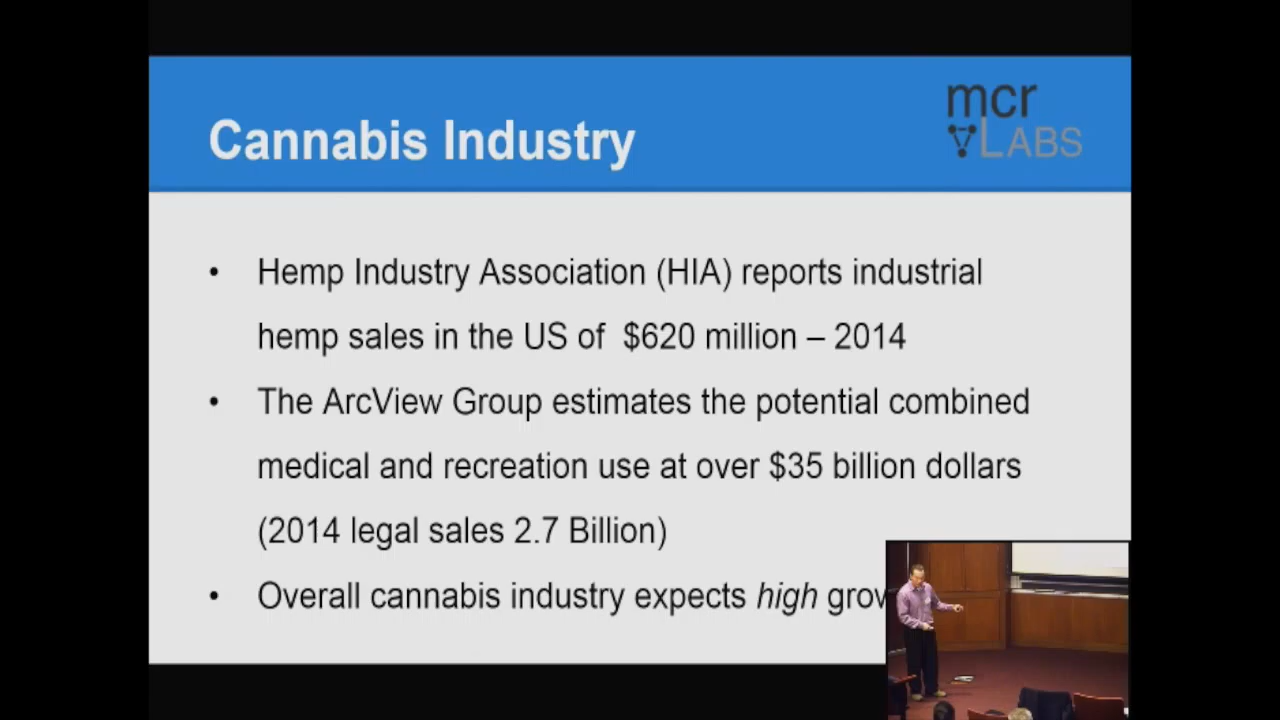 Cannabis Industry
mcr
LABS
• Hemp Industry Association (HIA) reports industrial
hemp sales in the US of $620 million – 2014
• The ArcView Group estimates the potential combined
medical and recreation use at over $35 billion dollars
(2014 legal sales 2.7 Billion)
• Overall cannabis industry expects high